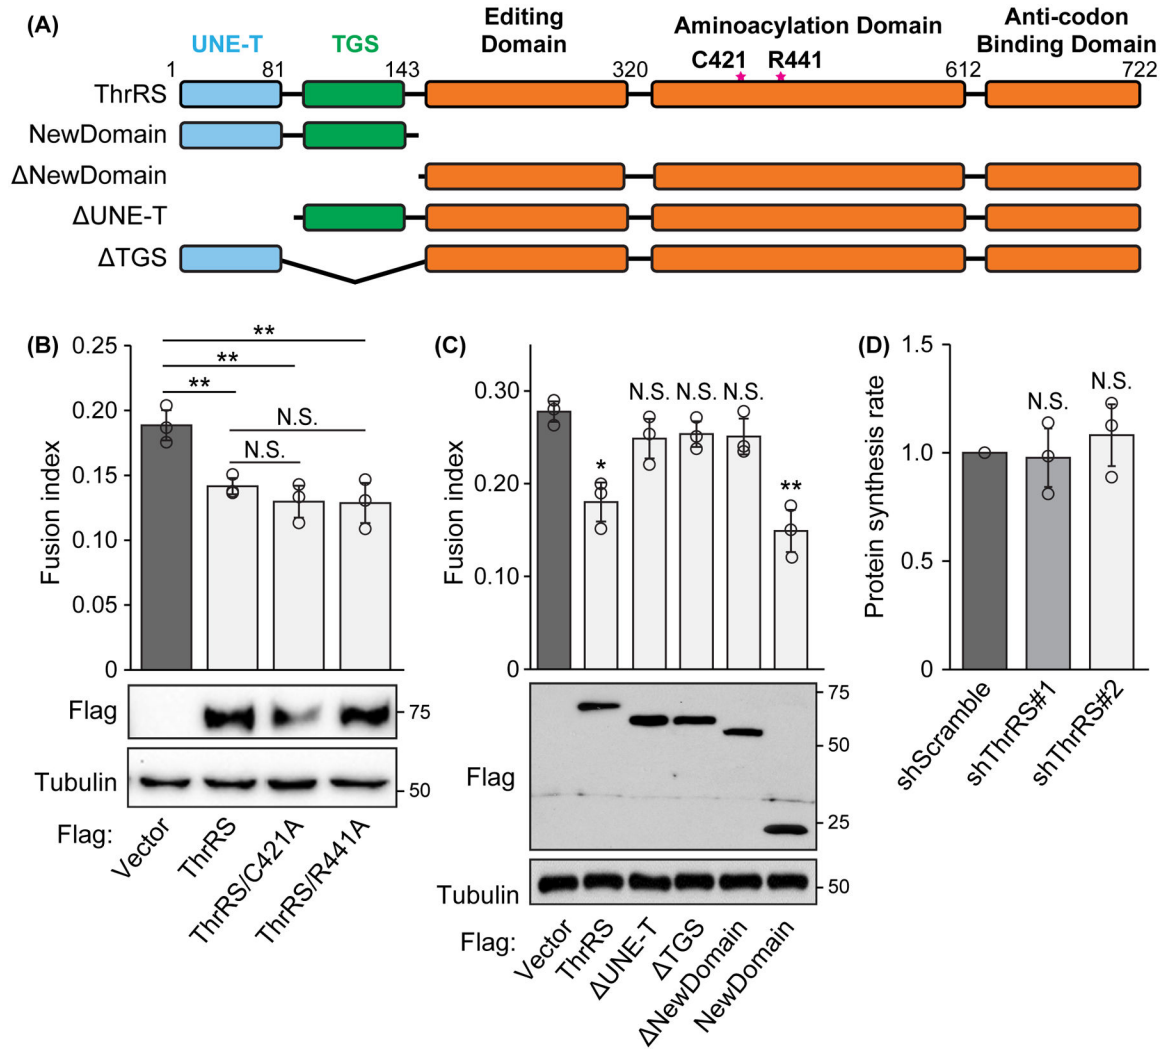 (A)
UNE-T
TGS
Editing
Domain
Aminoacylation Domain
Anti-codon
Binding Domain
C421 R441
1 81 143 320 612 722
ThrRS
NewDomain
ΔNewDomain
ΔUNE-T
ΔTGS
(B)
Fusion index
0.25
0.20
0.15
0.10
0.05
0
**
**
**
N.S.
N.S.
Flag
75
Tubulin
50
Flag:
Vector
ThrRS
ThrRS/C421A
ThrRS/R441A
(C)
Fusion index
0.30
0.20
0.10
0
*
N.S.
N.S.
N.S.
**
Flag
75
50
25
Tubulin
50
Flag:
Vector
ThrRS
ΔUNE-T
ΔTGS
ΔNewDomain
NewDomain
(D)
Protein synthesis rate
1.5
1.0
0.5
0
N.S.
N.S.
shScramble
shThrRS#1
shThrRS#2